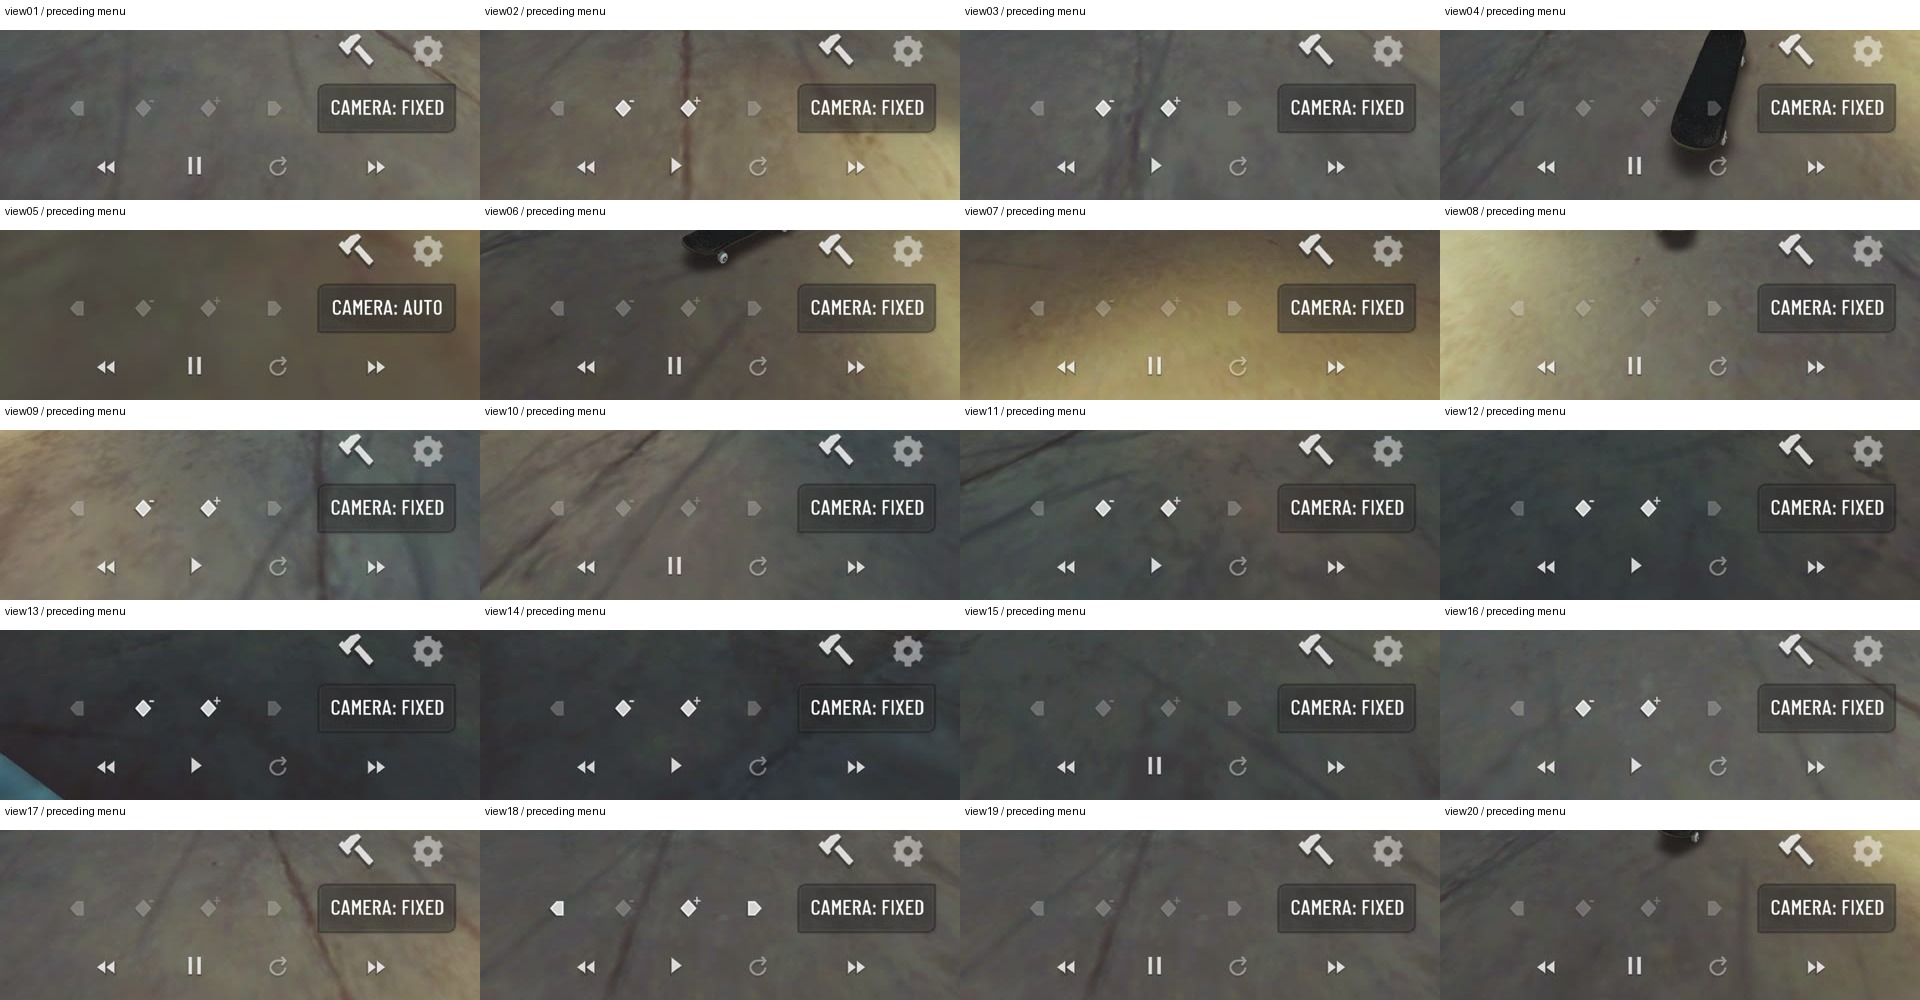 view01 / preceding menu
CAMERA: FIXED
view02 / preceding menu
CAMERA: FIXED
view03 / preceding menu
CAMERA: FIXED
view04 / preceding menu
CAMERA: FIXED
view05 / preceding menu
CAMERA: AUTO
view06 / preceding menu
CAMERA: FIXED
view07 / preceding menu
CAMERA: FIXED
view08 / preceding menu
CAMERA: FIXED
view09 / preceding menu
CAMERA: FIXED
view10 / preceding menu
CAMERA: FIXED
view11 / preceding menu
CAMERA: FIXED
view12 / preceding menu
CAMERA: FIXED
view13 / preceding menu
CAMERA: FIXED
view14 / preceding menu
CAMERA: FIXED
view15 / preceding menu
CAMERA: FIXED
view16 / preceding menu
CAMERA: FIXED
view17 / preceding menu
CAMERA: FIXED
view18 / preceding menu
CAMERA: FIXED
view19 / preceding menu
CAMERA: FIXED
view20 / preceding menu
CAMERA: FIXED